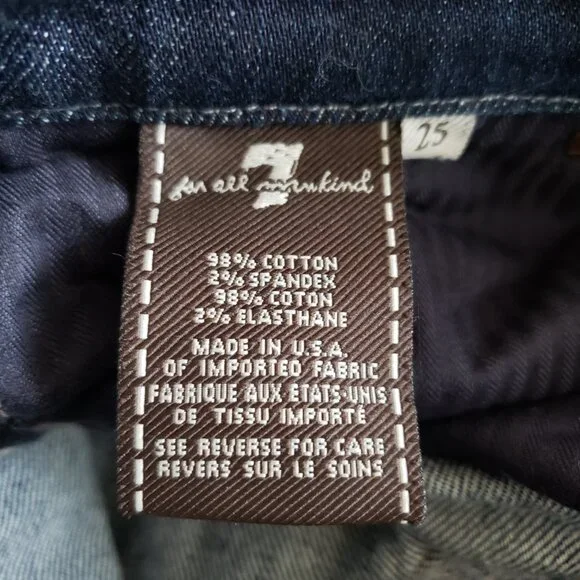 7
for all mankind
25
98% COTTON
2% SPANDEX
98% COTON
2% ELASTHANE
MADE IN U.S.A.
OF IMPORTED FABRIC
FABRIQUE AUX ETATS-UNIS
DE TISSU IMPORTÉ
SEE REVERSE FOR CARE
REVERS SUR LE SOINS